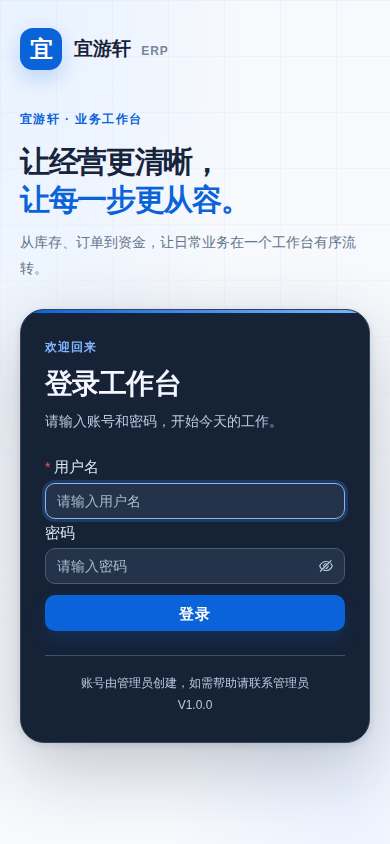 宜 宜游轩 ERP
宜游轩 · 业务工作台
让经营更清晰，
让每一步更从容。
从库存、订单到资金，让日常业务在一个工作台有序流
转。
欢迎回来
登录工作台
请输入账号和密码，开始今天的工作。
* 用户名
请输入用户名
密码
请输入密码
登录
账号由管理员创建，如需帮助请联系管理员
V1.0.0